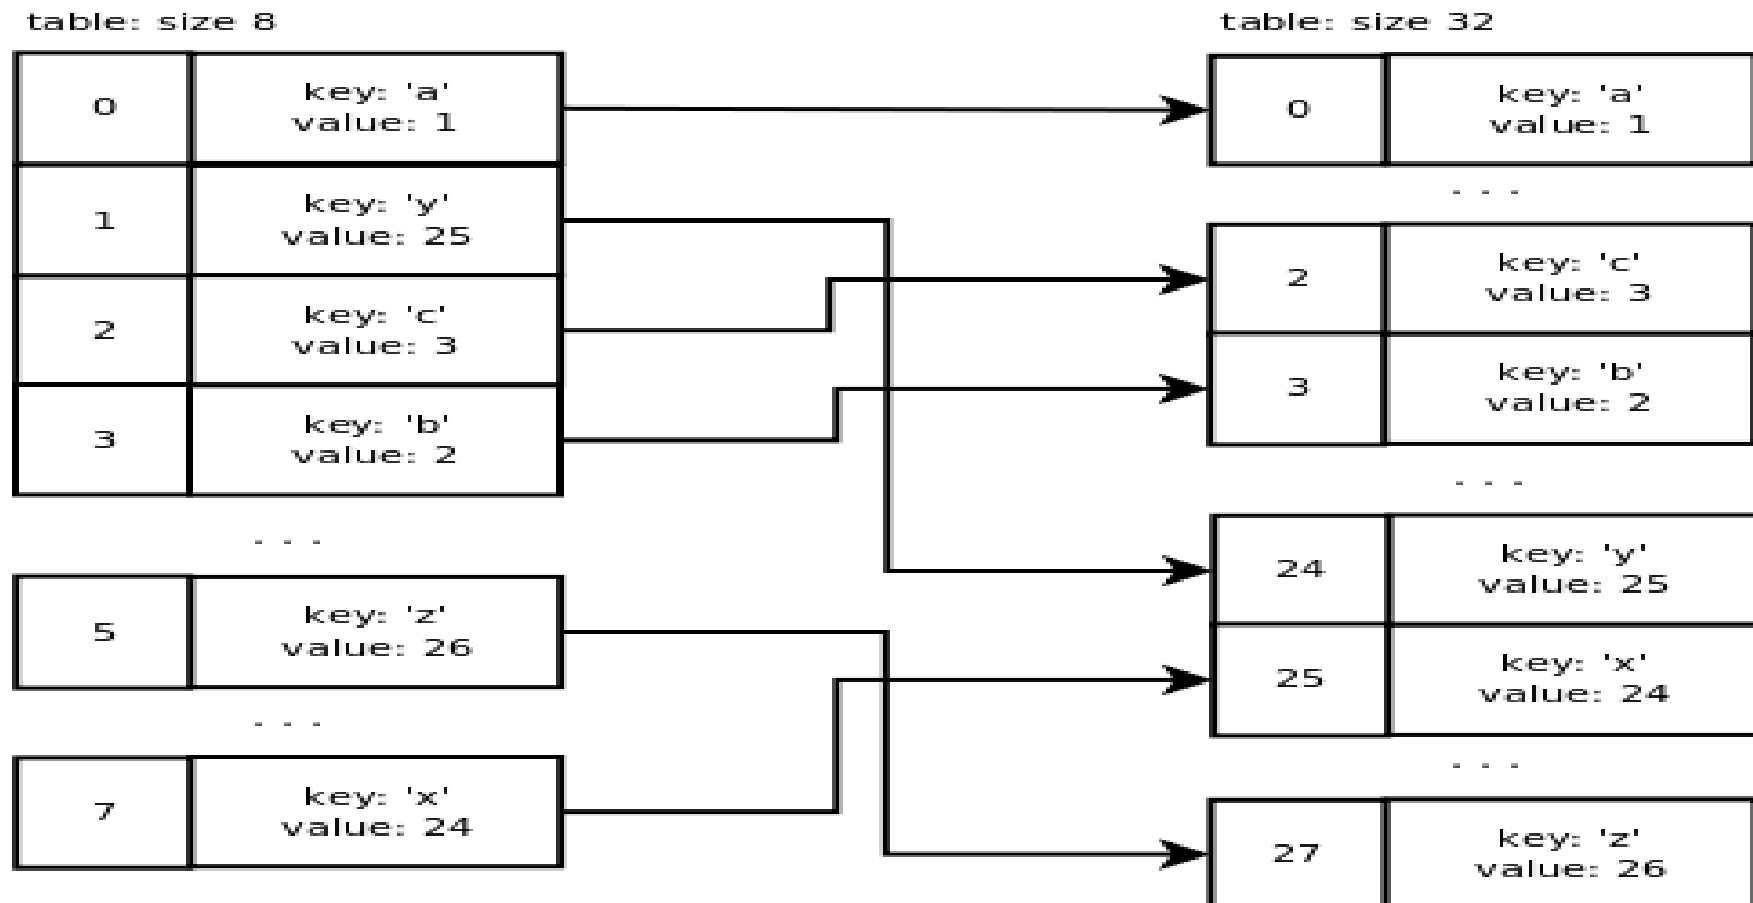 table: size 8
0
key: 'a'
value: 1
1
key: 'y'
value: 25
2
key: 'c'
value: 3
3
key: 'b'
value: 2
. . .
5
key: 'z'
value: 26
. . .
7
key: 'x'
value: 24
table: size 32
0
key: 'a'
value: 1
. . .
2
key: 'c'
value: 3
3
key: 'b'
value: 2
. . .
24
key: 'y'
value: 25
25
key: 'x'
value: 24
. . .
27
key: 'z'
value: 26